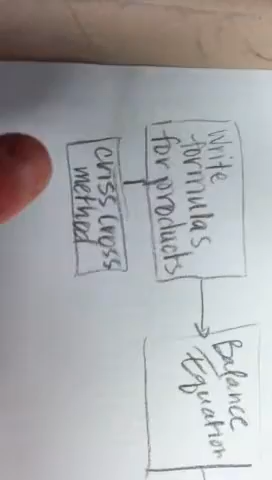 Write
formulas
for products
criss cross
method
Balance
Equation